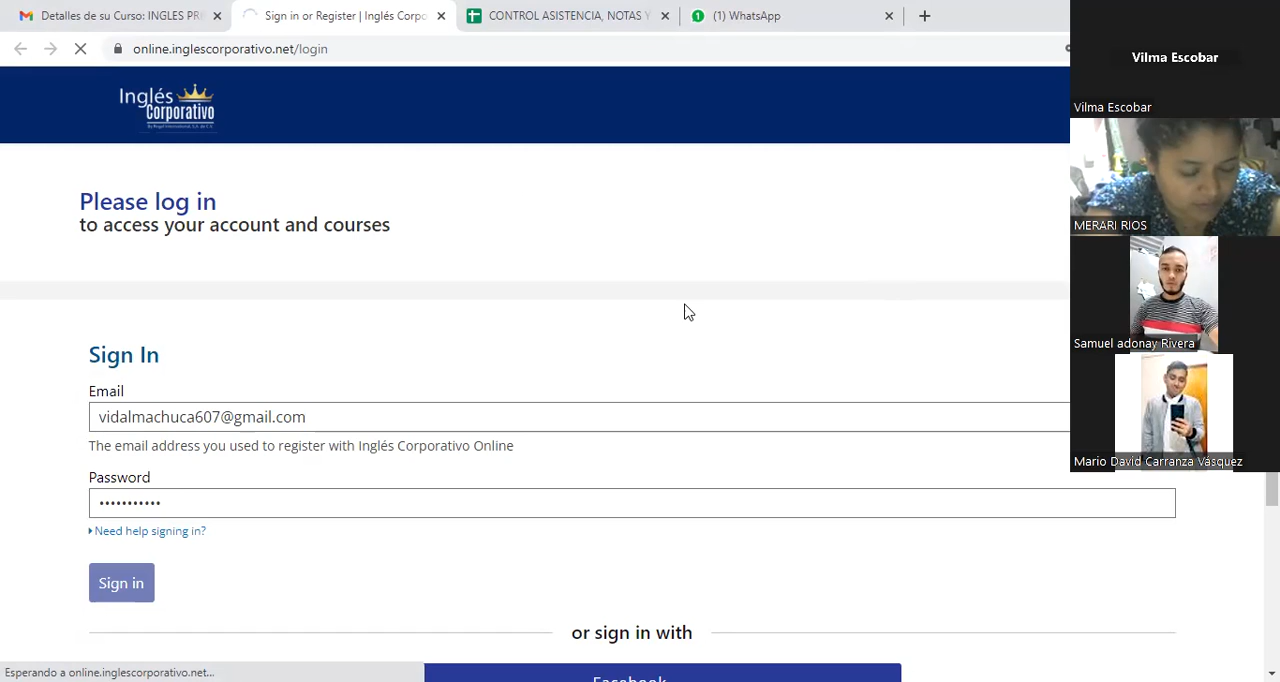 Detalles de su Curso: INGLES PRI
Sign in or Register | Inglés Corpo
CONTROL ASISTENCIA, NOTAS Y
1
(1) WhatsApp
online.inglescorporativo.net/login
Inglés
Corporativo
Please log in
to access your account and courses
Sign In
Email
vidalmachuca607@gmail.com
The email address you used to register with Inglés Corporativo Online
Password
•••••••••••
Need help signing in?
Sign in
or sign in with
Facebook
Esperando a online.inglescorporativo.net...
Vilma Escobar
Vilma Escobar
MERARI RIOS
Samuel adonay Rivera
Mario David Carranza Vásquez